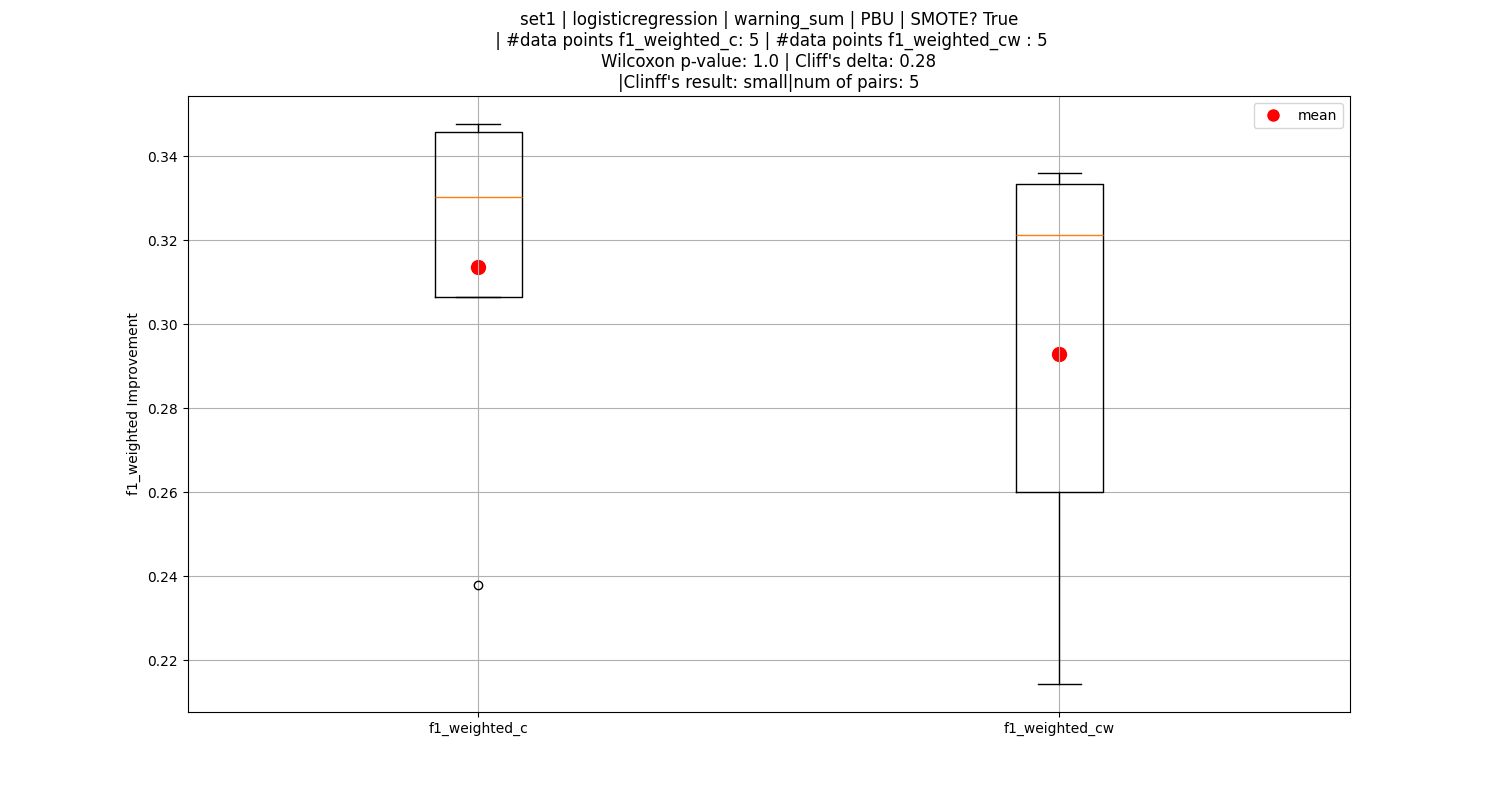 set1 | logisticregression | warning_sum | PBU | SMOTE? True
| #data points f1_weighted_c: 5 | #data points f1_weighted_cw : 5
Wilcoxon p-value: 1.0 | Cliff's delta: 0.28
|Clinff's result: small|num of pairs: 5
mean
0.34
0.32
0.30
0.28
0.26
0.24
0.22
f1_weighted Improvement
f1_weighted_c
f1_weighted_cw